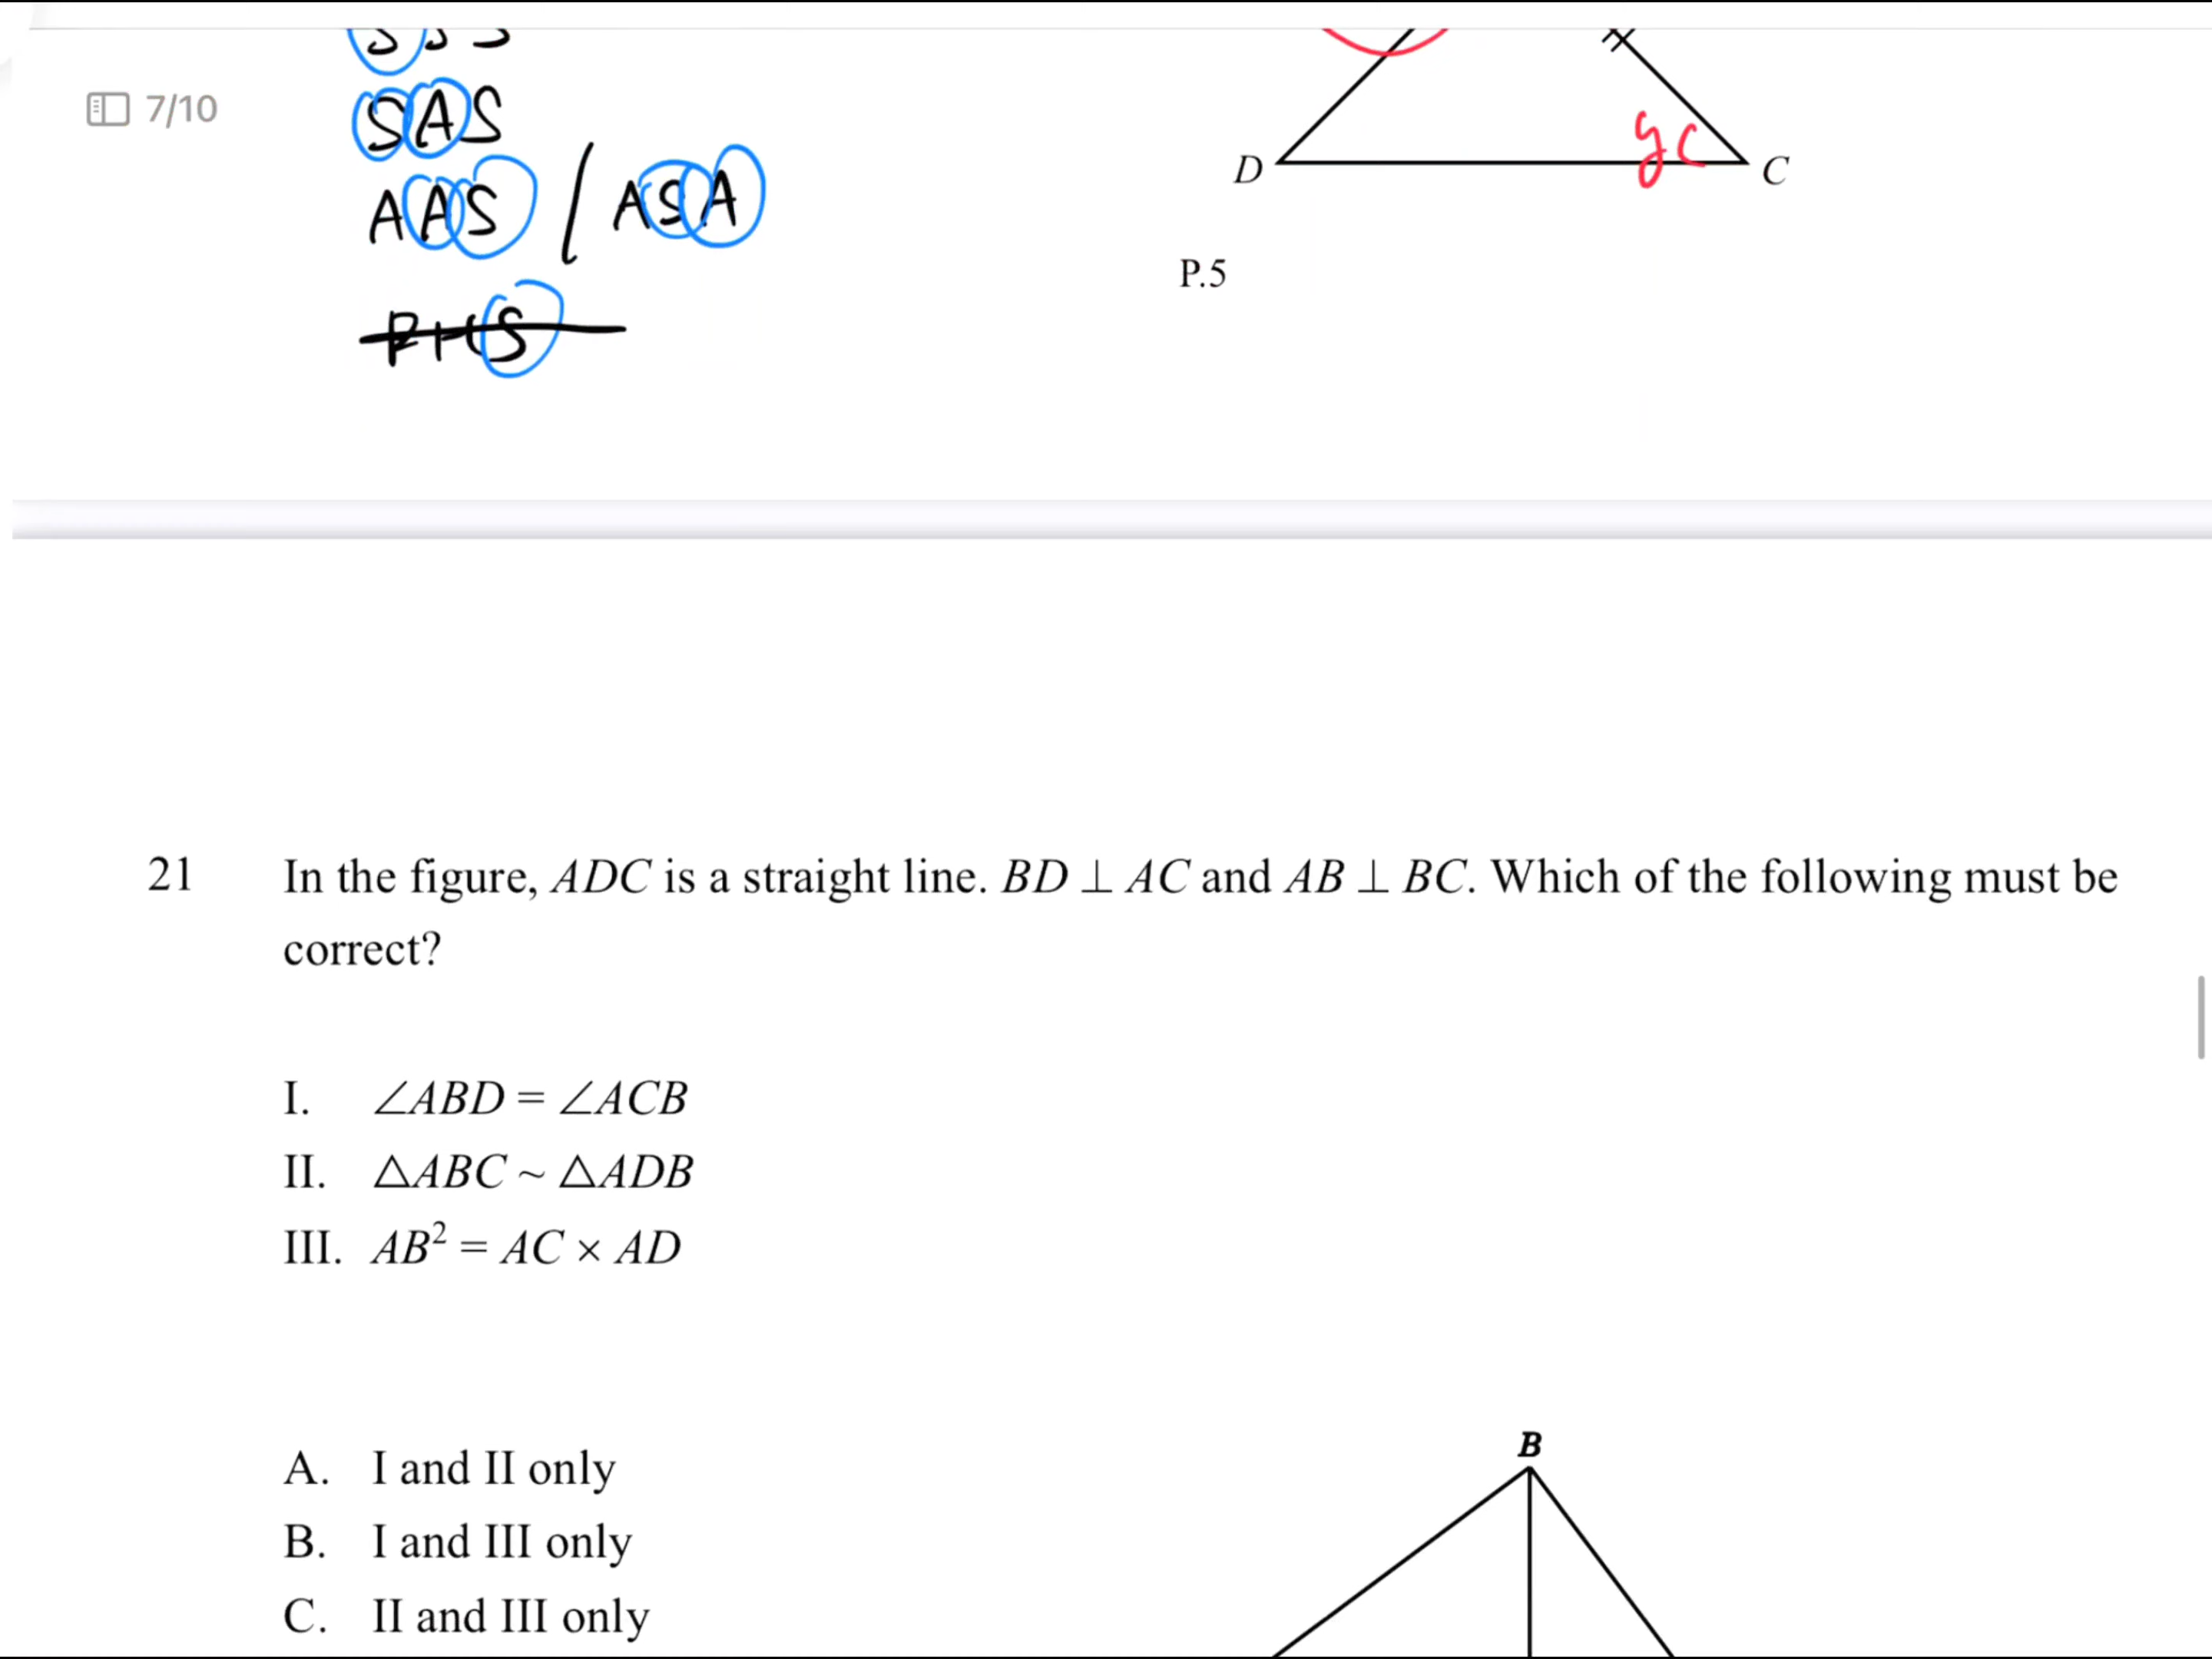 S S S
7/10
SAS
AAS / ASA
RHS
yc
D
C
P.5
21 In the figure, ADC is a straight line. BD ⊥ AC and AB ⊥ BC. Which of the following must be
correct?
I. ∠ABD = ∠ACB
II. △ABC ~ △ADB
III. AB² = AC × AD
A. I and II only
B. I and III only
C. II and III only
B